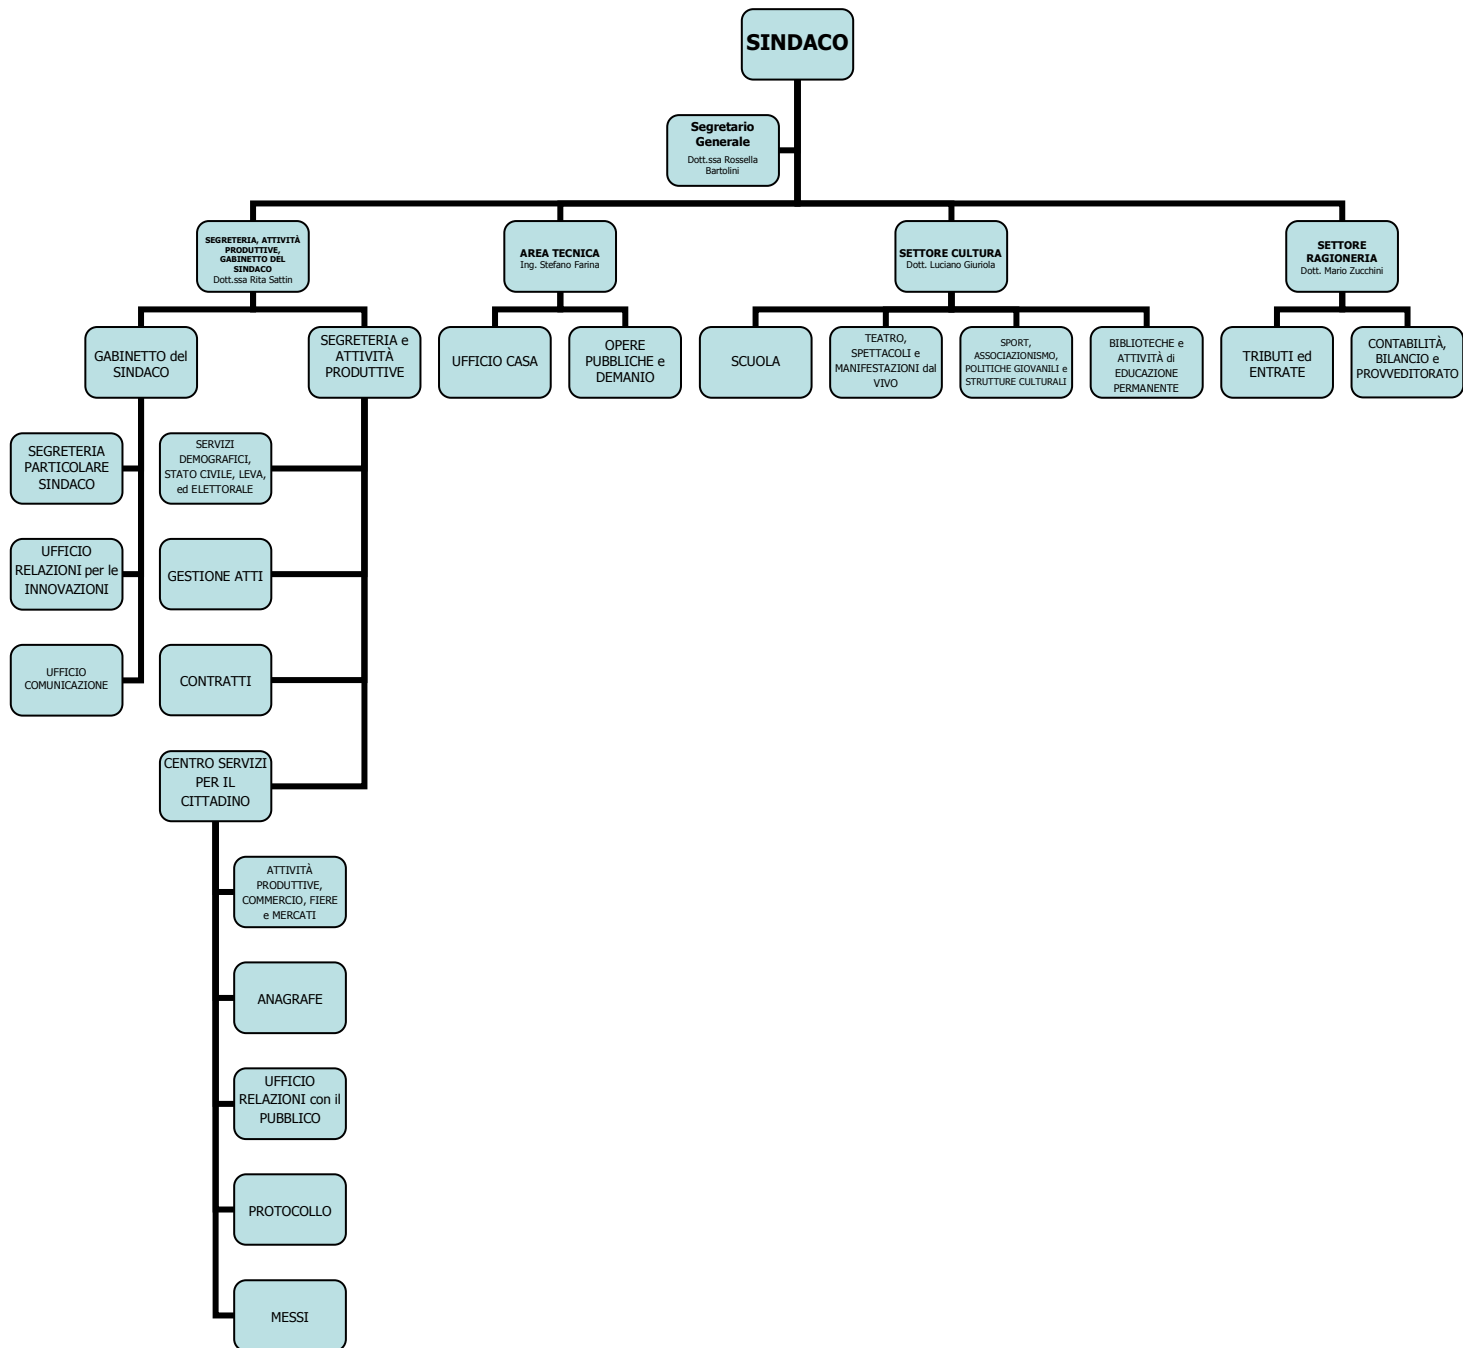 SINDACO
Segretario
Generale
Dott.ssa Rossella
Bartolini
SEGRETERIA, ATTIVITÀ
PRODUTTIVE,
GABINETTO DEL
SINDACO
Dott.ssa Rita Sattin
AREA TECNICA
Ing. Stefano Farina
SETTORE CULTURA
Dott. Luciano Giuriola
SETTORE
RAGIONERIA
Dott. Mario Zucchini
GABINETTO del
SINDACO
SEGRETERIA e
ATTIVITÀ
PRODUTTIVE
UFFICIO CASA
OPERE
PUBBLICHE e
DEMANIO
SCUOLA
TEATRO,
SPETTACOLI e
MANIFESTAZIONI dal
VIVO
SPORT,
ASSOCIAZIONISMO,
POLITICHE GIOVANILI e
STRUTTURE CULTURALI
BIBLIOTECHE e
ATTIVITÀ di
EDUCAZIONE
PERMANENTE
TRIBUTI ed
ENTRATE
CONTABILITÀ,
BILANCIO e
PROVVEDITORATO
SEGRETERIA
PARTICOLARE
SINDACO
SERVIZI
DEMOGRAFICI,
STATO CIVILE, LEVA,
ed ELETTORALE
UFFICIO
RELAZIONI per le
INNOVAZIONI
GESTIONE ATTI
UFFICIO
COMUNICAZIONE
CONTRATTI
CENTRO SERVIZI
PER IL
CITTADINO
ATTIVITÀ
PRODUTTIVE,
COMMERCIO, FIERE
e MERCATI
ANAGRAFE
UFFICIO
RELAZIONI con il
PUBBLICO
PROTOCOLLO
MESSI